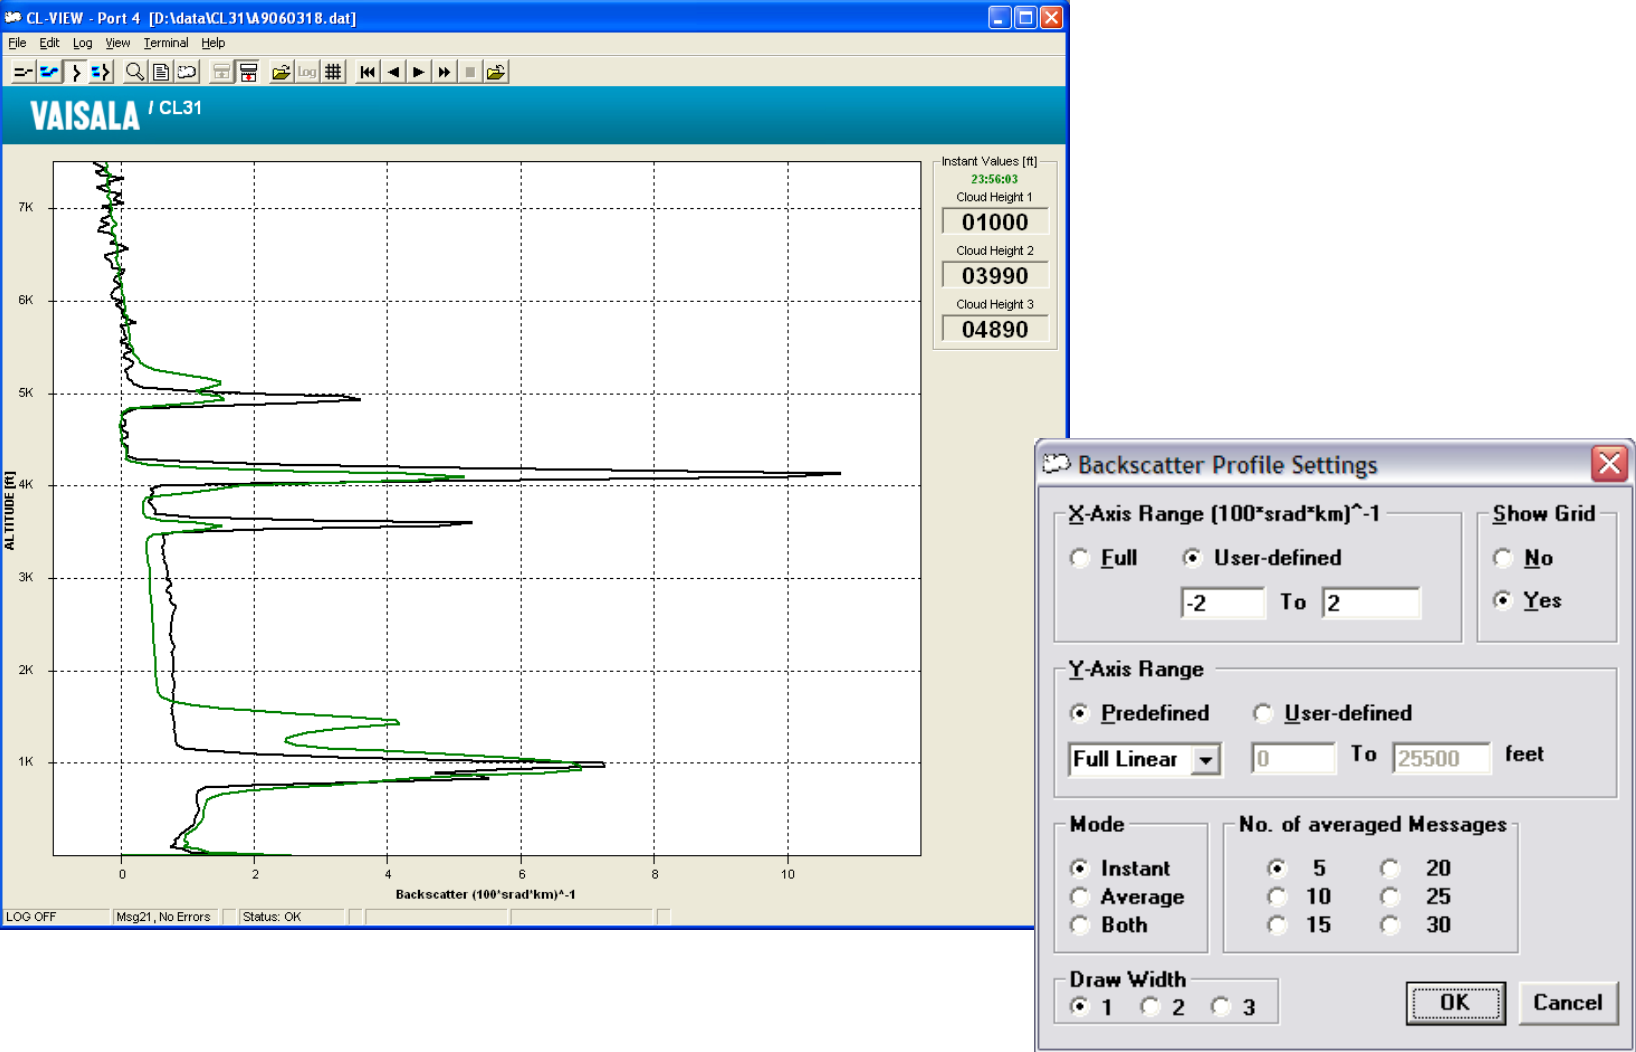 CL-VIEW - Port 4 [D:\data\CL31\A9060318.dat]
File Edit Log View Terminal Help
Log
VAISALA / CL31
Instant Values [ft]
23:56:03
Cloud Height 1
01000
Cloud Height 2
03990
Cloud Height 3
04890
7K
6K
5K
4K
3K
2K
1K
ALTITUDE [ft]
0 2 4 6 8 10
Backscatter (100*srad*km)^-1
LOG OFF Msg21, No Errors Status: OK
Backscatter Profile Settings
X-Axis Range (100*srad*km)^-1
Full User-defined
-2 To 2
Show Grid
No
Yes
Y-Axis Range
Predefined User-defined
Full Linear 0 To 25500 feet
Mode
Instant
Average
Both
No. of averaged Messages
5 20
10 25
15 30
Draw Width
1 2 3
OK Cancel